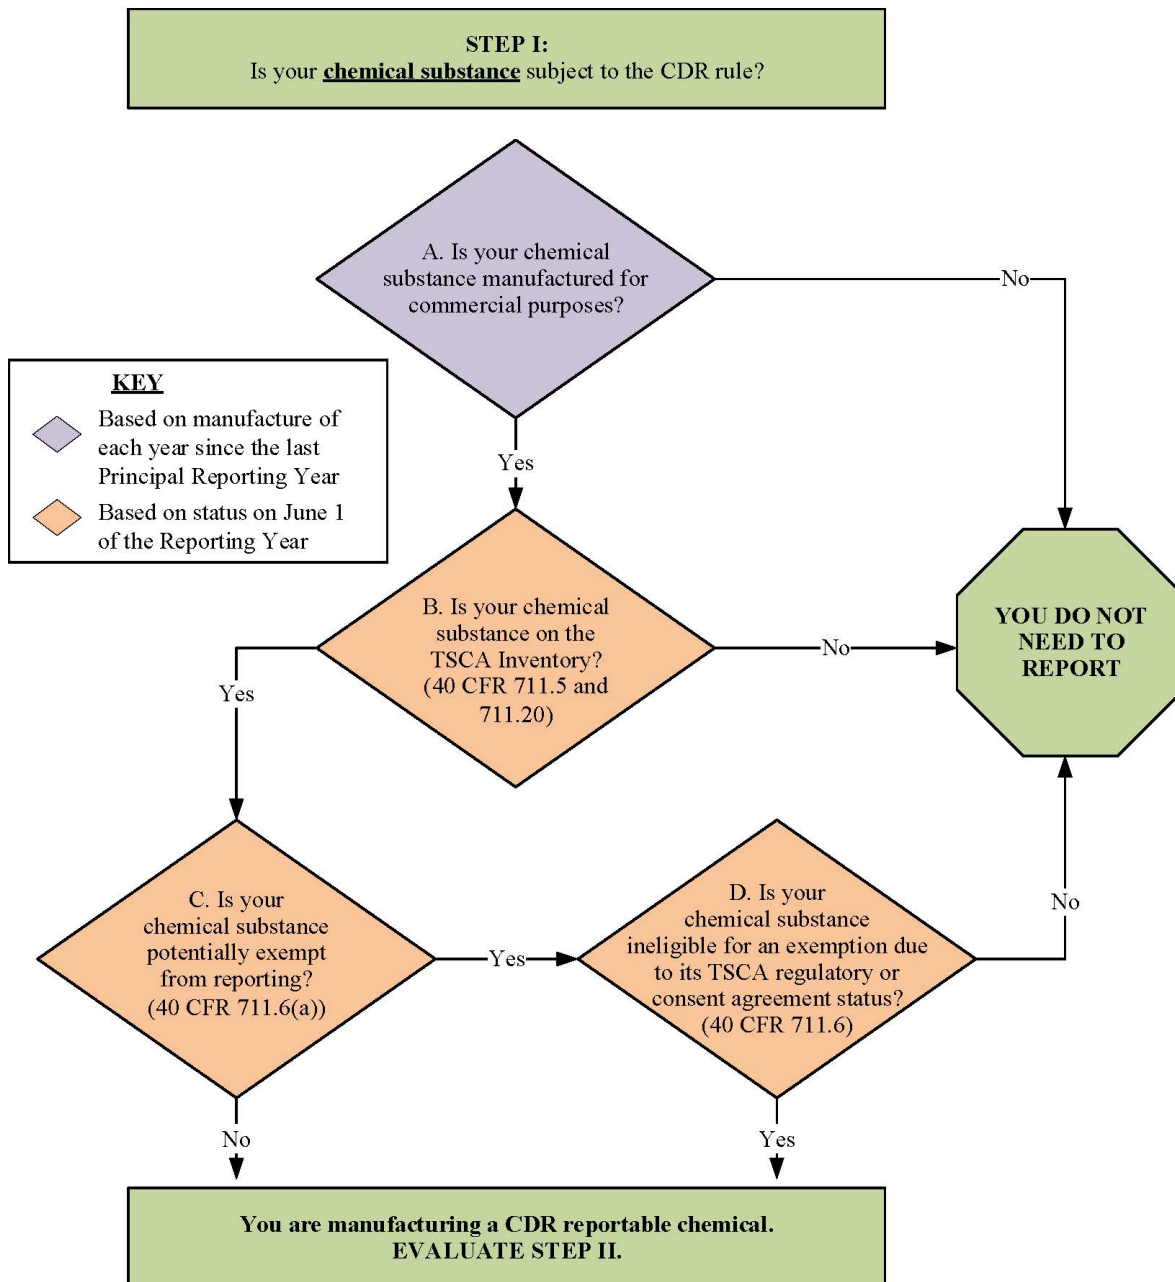 STEP I:
Is your chemical substance subject to the CDR rule?
A. Is your chemical
substance manufactured for
commercial purposes?
No
KEY
Based on manufacture of
each year since the last
Principal Reporting Year
Based on status on June 1
of the Reporting Year
Yes
B. Is your chemical
substance on the
TSCA Inventory?
(40 CFR 711.5 and
711.20)
No
YOU DO NOT
NEED TO
REPORT
Yes
C. Is your
chemical substance
potentially exempt
from reporting?
(40 CFR 711.6(a))
Yes
D. Is your
chemical substance
ineligible for an exemption due
to its TSCA regulatory or
consent agreement status?
(40 CFR 711.6)
No
No
Yes
You are manufacturing a CDR reportable chemical.
EVALUATE STEP II.